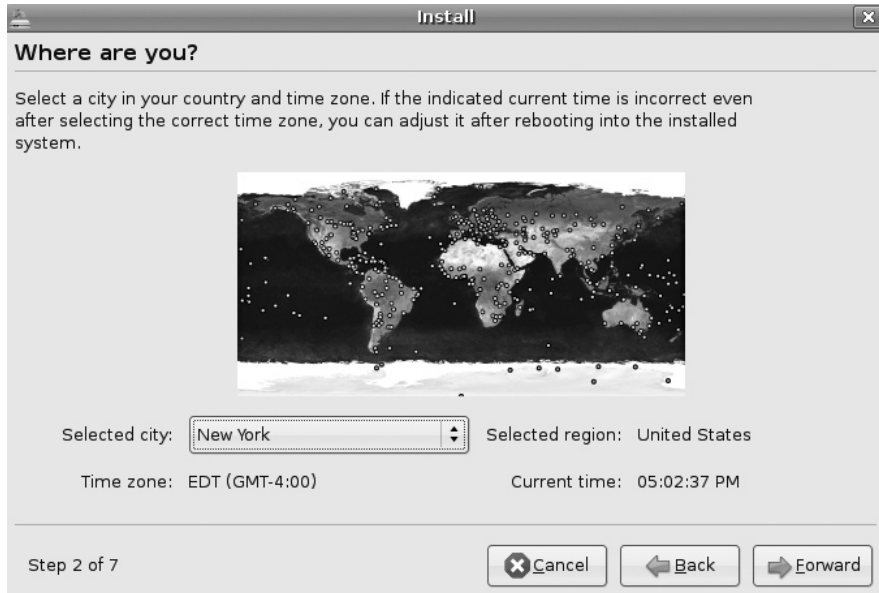 Install
Where are you?
Select a city in your country and time zone. If the indicated current time is incorrect even
after selecting the correct time zone, you can adjust it after rebooting into the installed
system.
Selected city: New York Selected region: United States
Time zone: EDT (GMT-4:00) Current time: 05:02:37 PM
Step 2 of 7 Cancel Back Forward